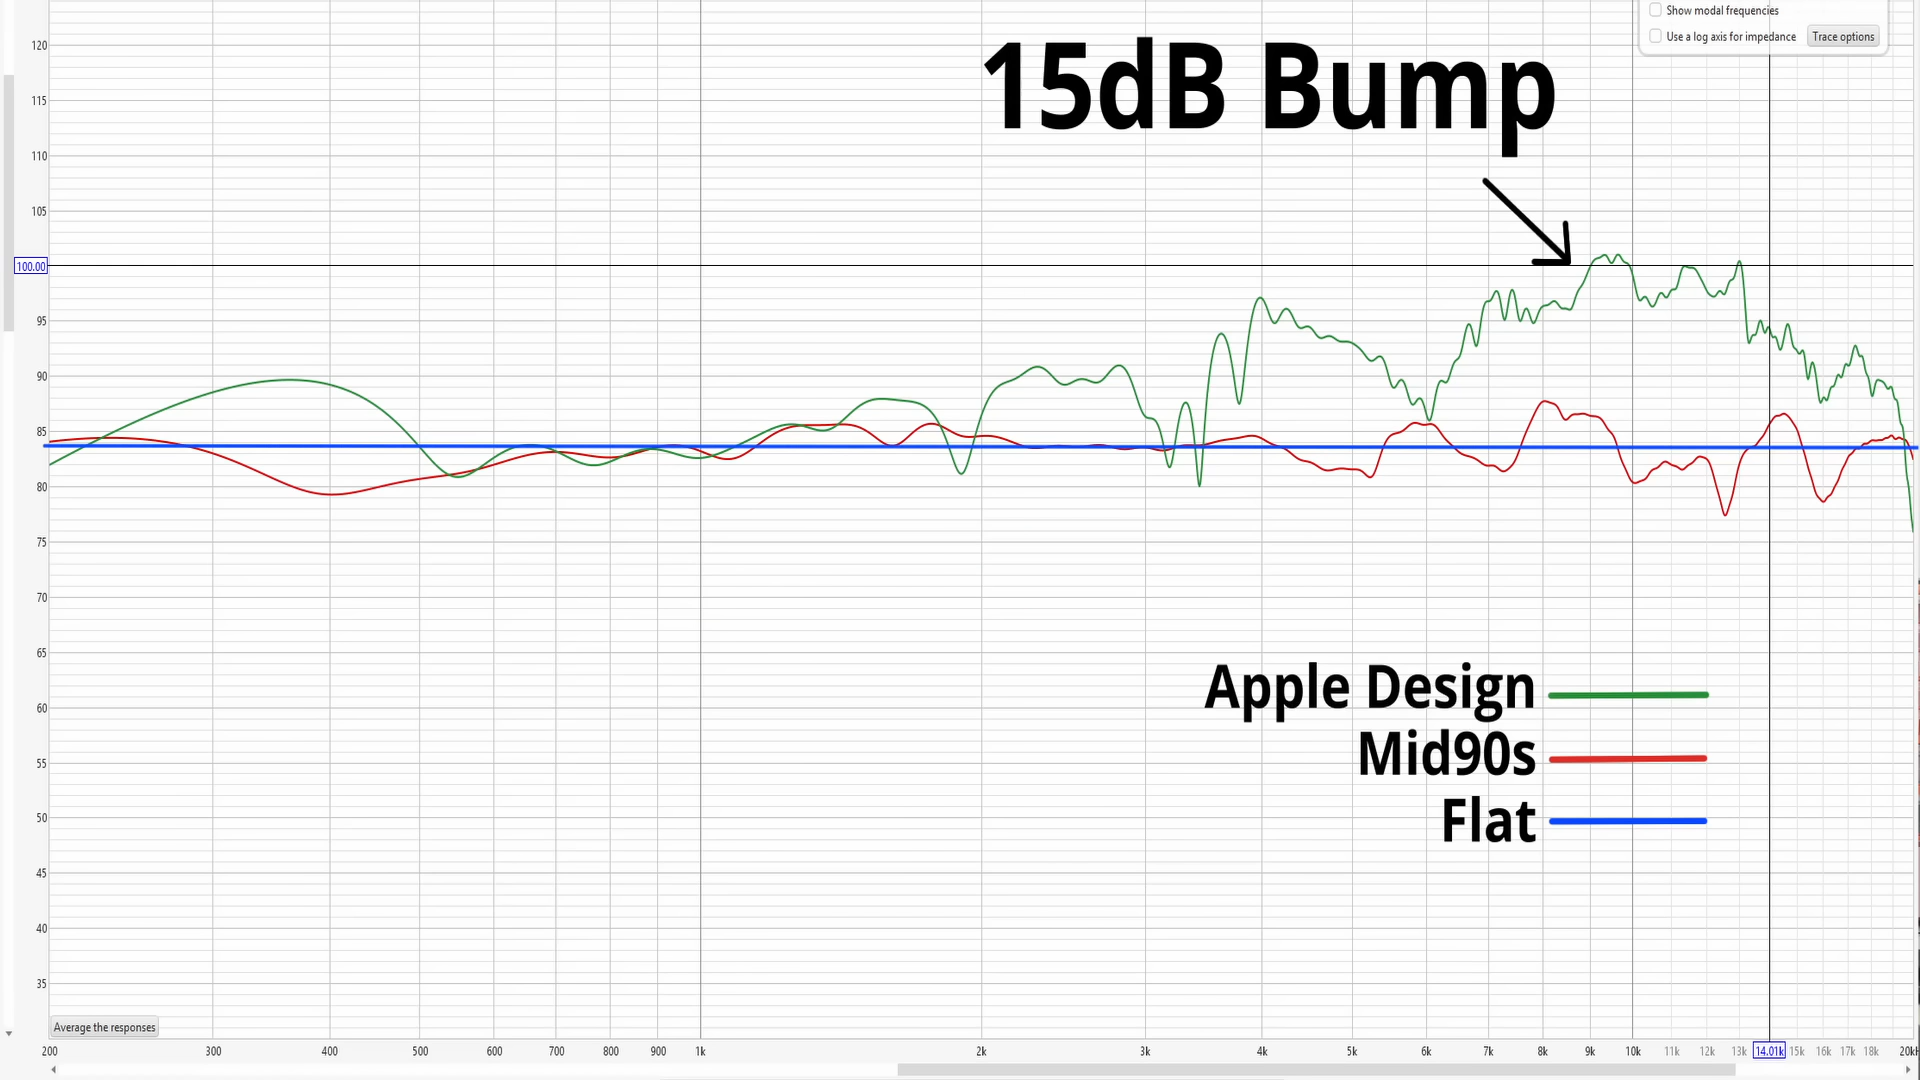 Show modal frequencies
Use a log axis for impedance Trace options
15dB Bump
120
115
110
105
100.00
95
90
85
80
75
70
65
60
55
50
45
40
35
Apple Design
Mid90s
Flat
Average the responses
200 300 400 500 600 700 800 900 1k 2k 3k 4k 5k 6k 7k 8k 9k 10k 11k 12k 13k 14.01k 15k 16k 17k 18k